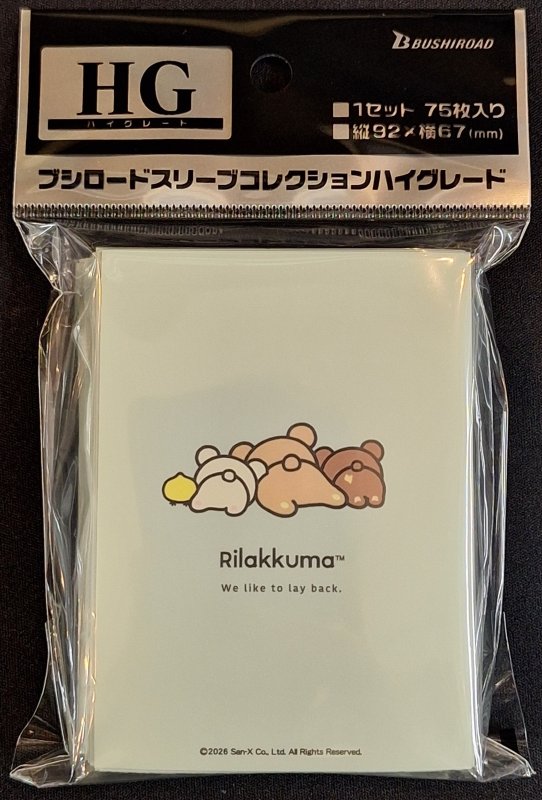 HG
ハイグレート
BUSHIROAD
■1セット 75枚入り
■縦92×横67(mm)
ブシロードスリーブコレクションハイグレード
Rilakkuma™
We like to lay back.
©2026 San-X Co., Ltd. All Rights Reserved.